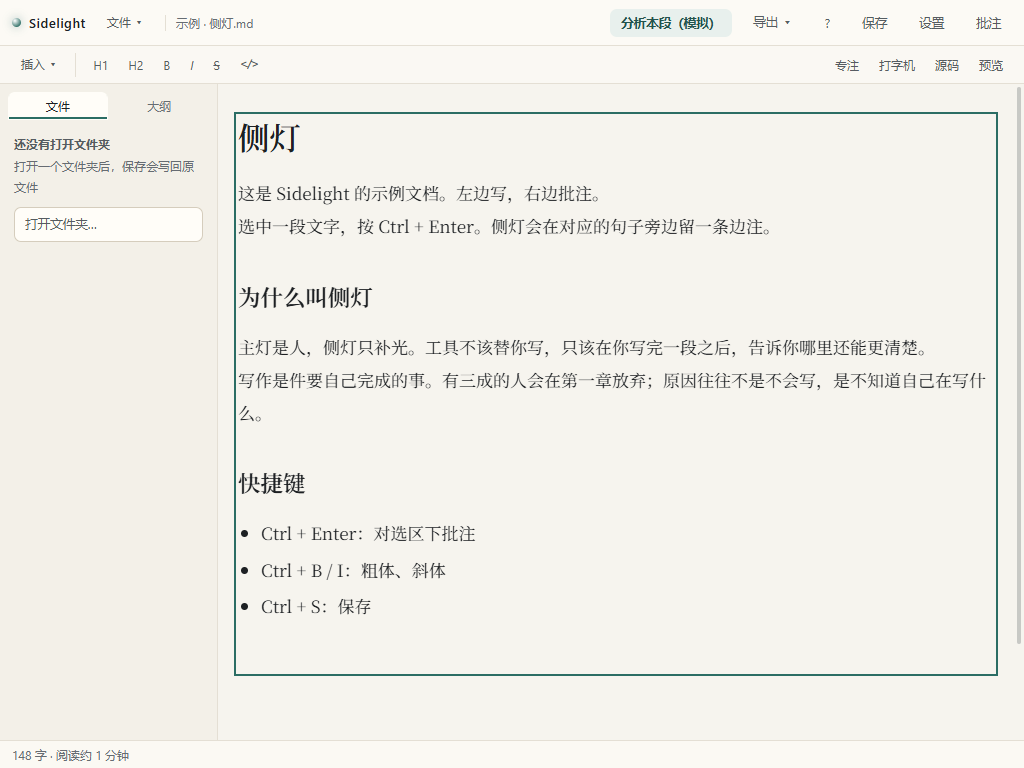 Sidelight 文件 ▾ 示例 · 侧灯.md 分析本段（模拟） 导出 ▾ ? 保存 设置 批注
插入 ▾ H1 H2 B I S </> 专注 打字机 源码 预览
文件 大纲
还没有打开文件夹
打开一个文件夹后，保存会写回原
文件
打开文件夹...
侧灯
这是 Sidelight 的示例文档。左边写，右边批注。
选中一段文字，按 Ctrl + Enter。侧灯会在对应的句子旁边留一条边注。
为什么叫侧灯
主灯是人，侧灯只补光。工具不该替你写，只该在你写完一段之后，告诉你哪里还能更清楚。
写作是件要自己完成的事。有三成的人会在第一章放弃；原因往往不是不会写，是不知道自己在写什
么。
快捷键
• Ctrl + Enter：对选区下批注
• Ctrl + B / I：粗体、斜体
• Ctrl + S：保存
148 字 · 阅读约 1 分钟